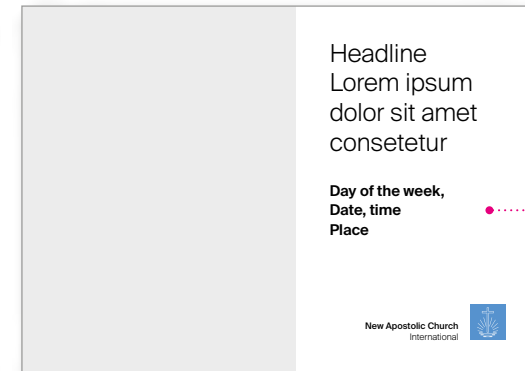 Headline
Lorem ipsum
dolor sit amet
consetetur
Day of the week,
Date, time
Place
New Apostolic Church
International